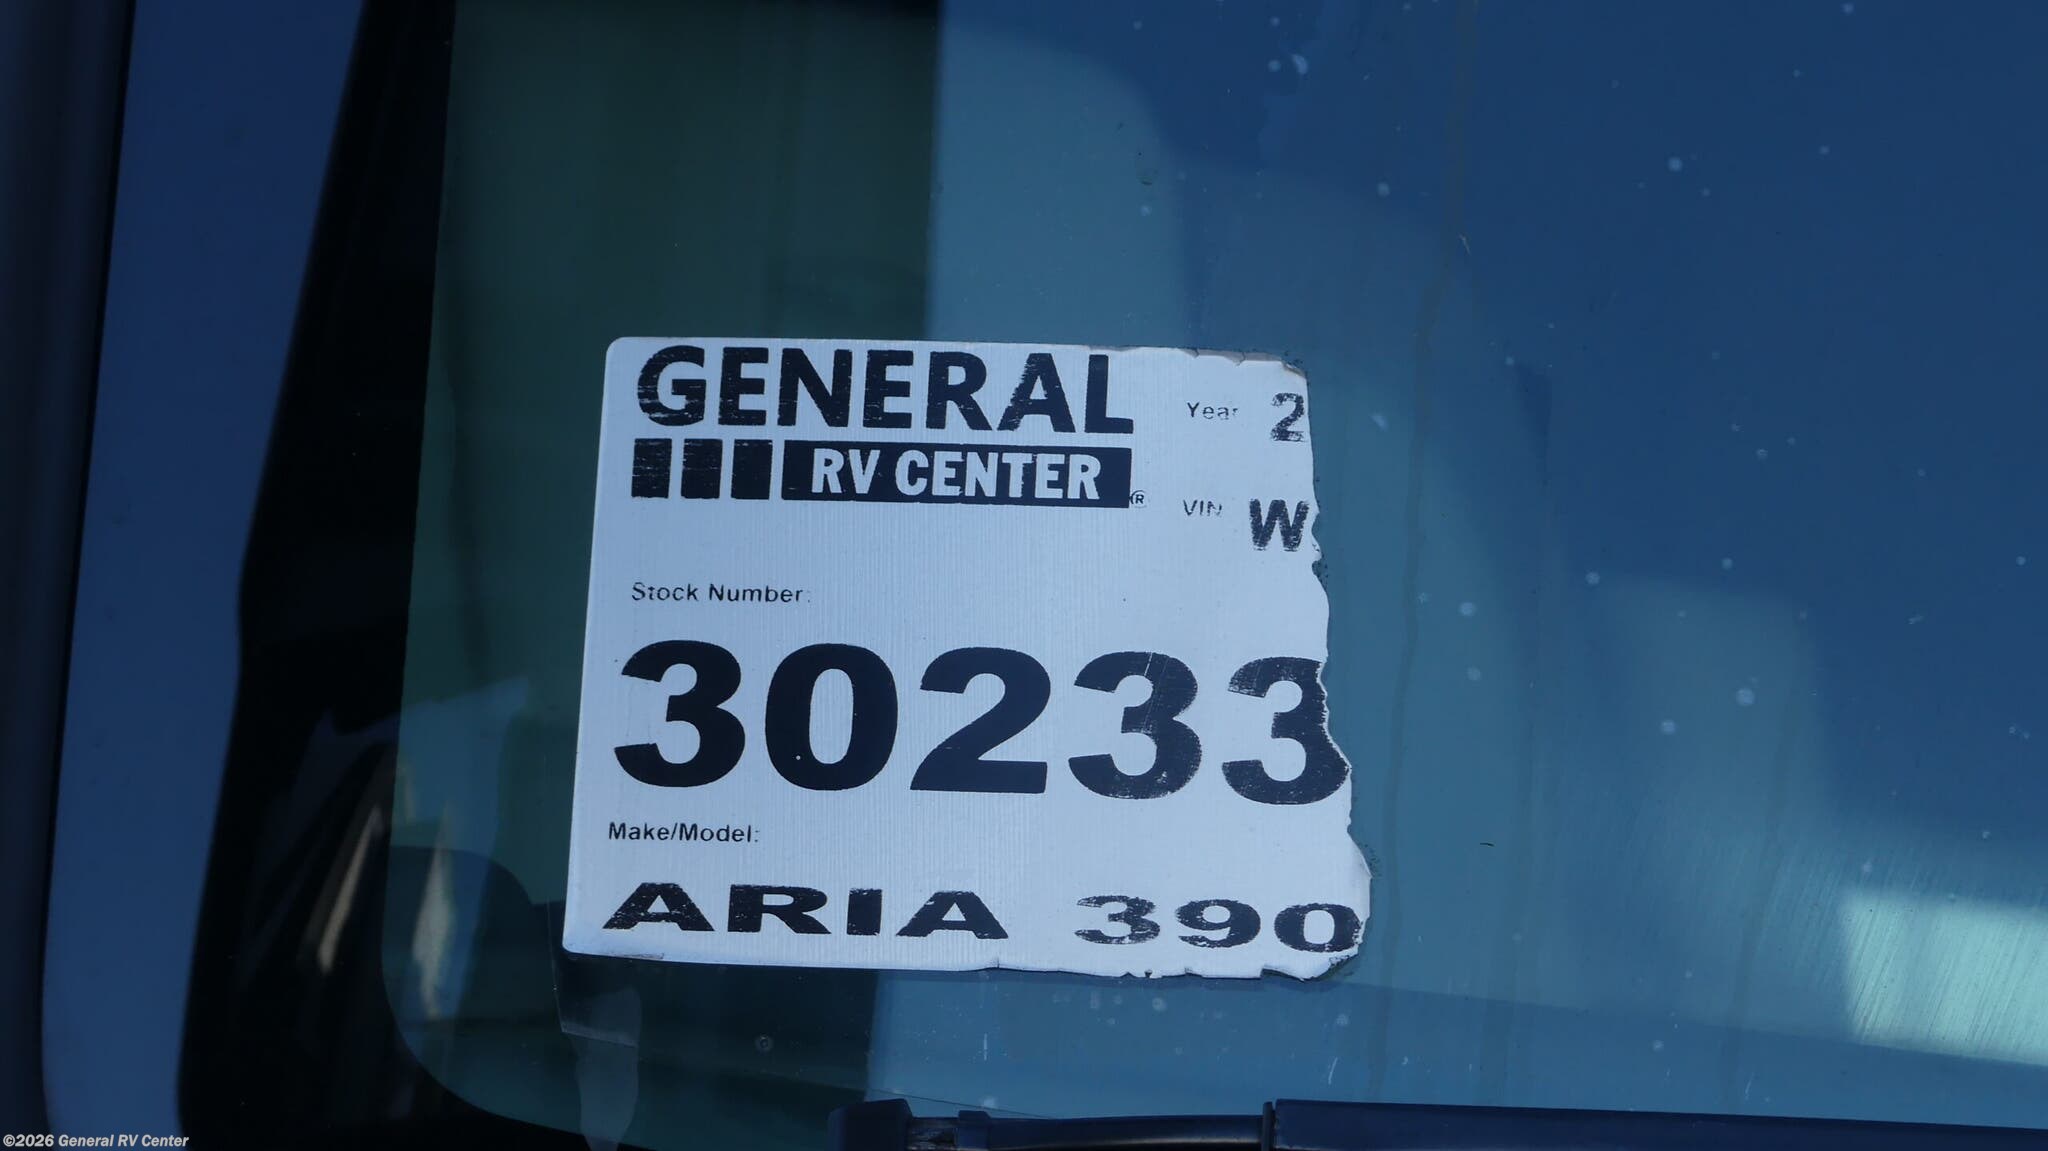 GENERAL
RV CENTER®
Year 2
VIN W
Stock Number:
30233
Make/Model:
ARIA 390
©2026 General RV Center